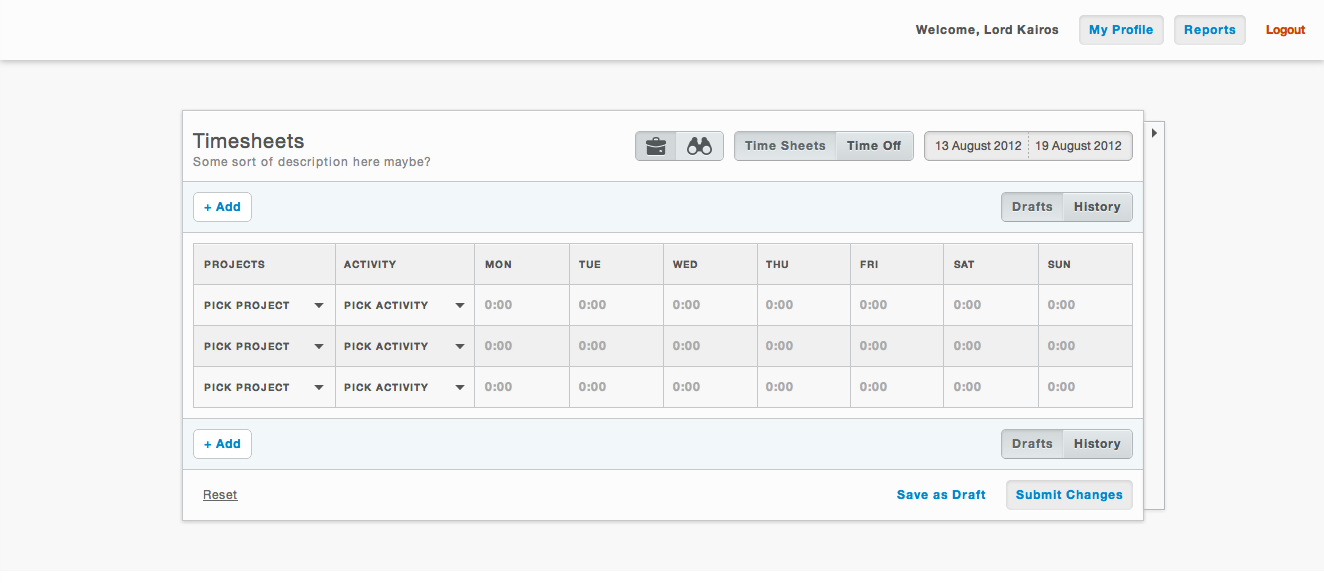 Welcome, Lord Kairos My Profile Reports Logout
Timesheets
Some sort of description here maybe?
Time Sheets Time Off 13 August 2012 19 August 2012
+ Add Drafts History
PROJECTS ACTIVITY MON TUE WED THU FRI SAT SUN
PICK PROJECT PICK ACTIVITY 0:00 0:00 0:00 0:00 0:00 0:00 0:00
PICK PROJECT PICK ACTIVITY 0:00 0:00 0:00 0:00 0:00 0:00 0:00
PICK PROJECT PICK ACTIVITY 0:00 0:00 0:00 0:00 0:00 0:00 0:00
+ Add Drafts History
Reset Save as Draft Submit Changes